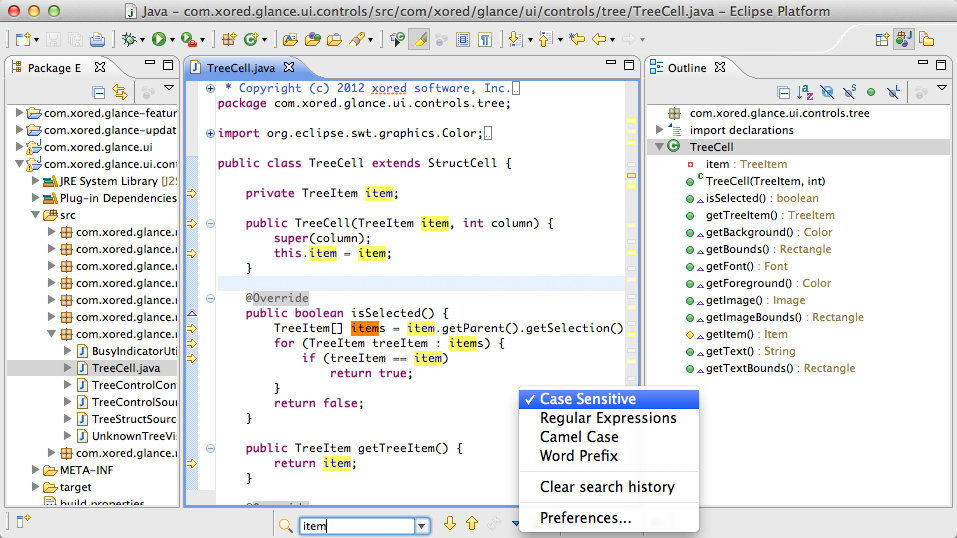 Java – com.xored.glance.ui.controls/src/com/xored/glance/ui/controls/tree/TreeCell.java – Eclipse Platform
Package E
com.xored.glance-featur
com.xored.glance-updat
com.xored.glance.ui
com.xored.glance.ui.cont
JRE System Library [J2S
Plug-in Dependencies
src
com.xored.glance.u
com.xored.glance.u
com.xored.glance.u
com.xored.glance.u
com.xored.glance.u
com.xored.glance.u
com.xored.glance.u
BusyIndicatorUti
TreeCell.java
TreeControlCon
TreeControlSou
TreeStructSourc
UnknownTreeVi
com.xored.glance.u
META-INF
target
build.properties
TreeCell.java
* Copyright (c) 2012 xored software, Inc.
package com.xored.glance.ui.controls.tree;
import org.eclipse.swt.graphics.Color;
public class TreeCell extends StructCell {
private TreeItem item;
public TreeCell(TreeItem item, int column) {
super(column);
this.item = item;
}
@Override
public boolean isSelected() {
TreeItem[] items = item.getParent().getSelection()
for (TreeItem treeItem : items) {
if (treeItem == item)
return true;
}
return false;
}
public TreeItem getTreeItem() {
return item;
}
@Override
Outline
com.xored.glance.ui.controls.tree
import declarations
TreeCell
item : TreeItem
TreeCell(TreeItem, int)
isSelected() : boolean
getTreeItem() : TreeItem
getBackground() : Color
getBounds() : Rectangle
getFont() : Font
getForeground() : Color
getImage() : Image
getImageBounds() : Rectangle
getItem() : Item
getText() : String
getTextBounds() : Rectangle
✓ Case Sensitive
Regular Expressions
Camel Case
Word Prefix
Clear search history
Preferences...
item